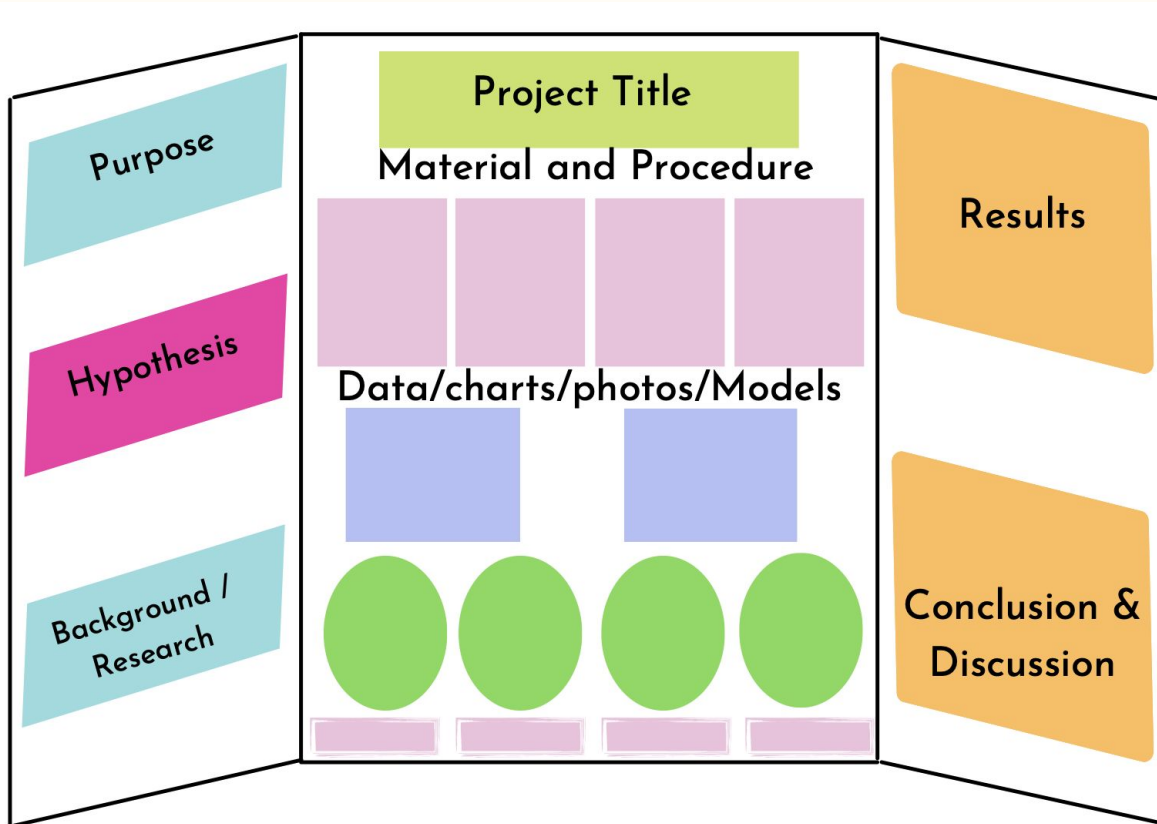 Purpose
Hypothesis
Background /
Research
Project Title
Material and Procedure
Data/charts/photos/Models
Results
Conclusion &
Discussion